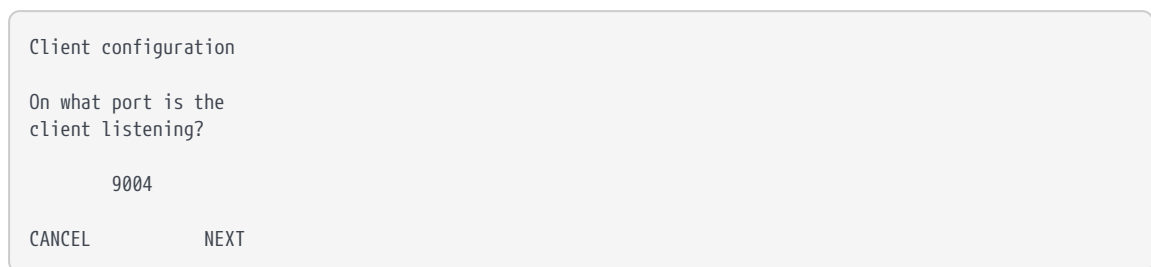 Client configuration
On what port is the
client listening?
9004
CANCEL NEXT